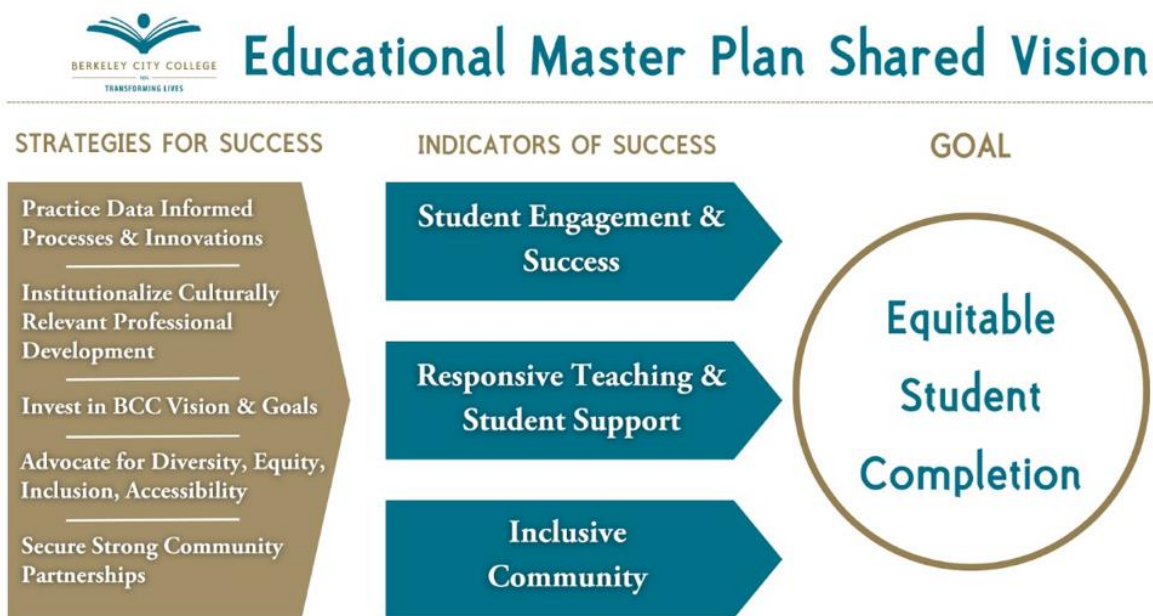 BERKELEY CITY COLLEGE
TRANSFORMING LIVES
Educational Master Plan Shared Vision
STRATEGIES FOR SUCCESS
Practice Data Informed
Processes & Innovations
Institutionalize Culturally
Relevant Professional
Development
Invest in BCC Vision & Goals
Advocate for Diversity, Equity,
Inclusion, Accessibility
Secure Strong Community
Partnerships
INDICATORS OF SUCCESS
Student Engagement &
Success
Responsive Teaching &
Student Support
Inclusive
Community
GOAL
Equitable
Student
Completion